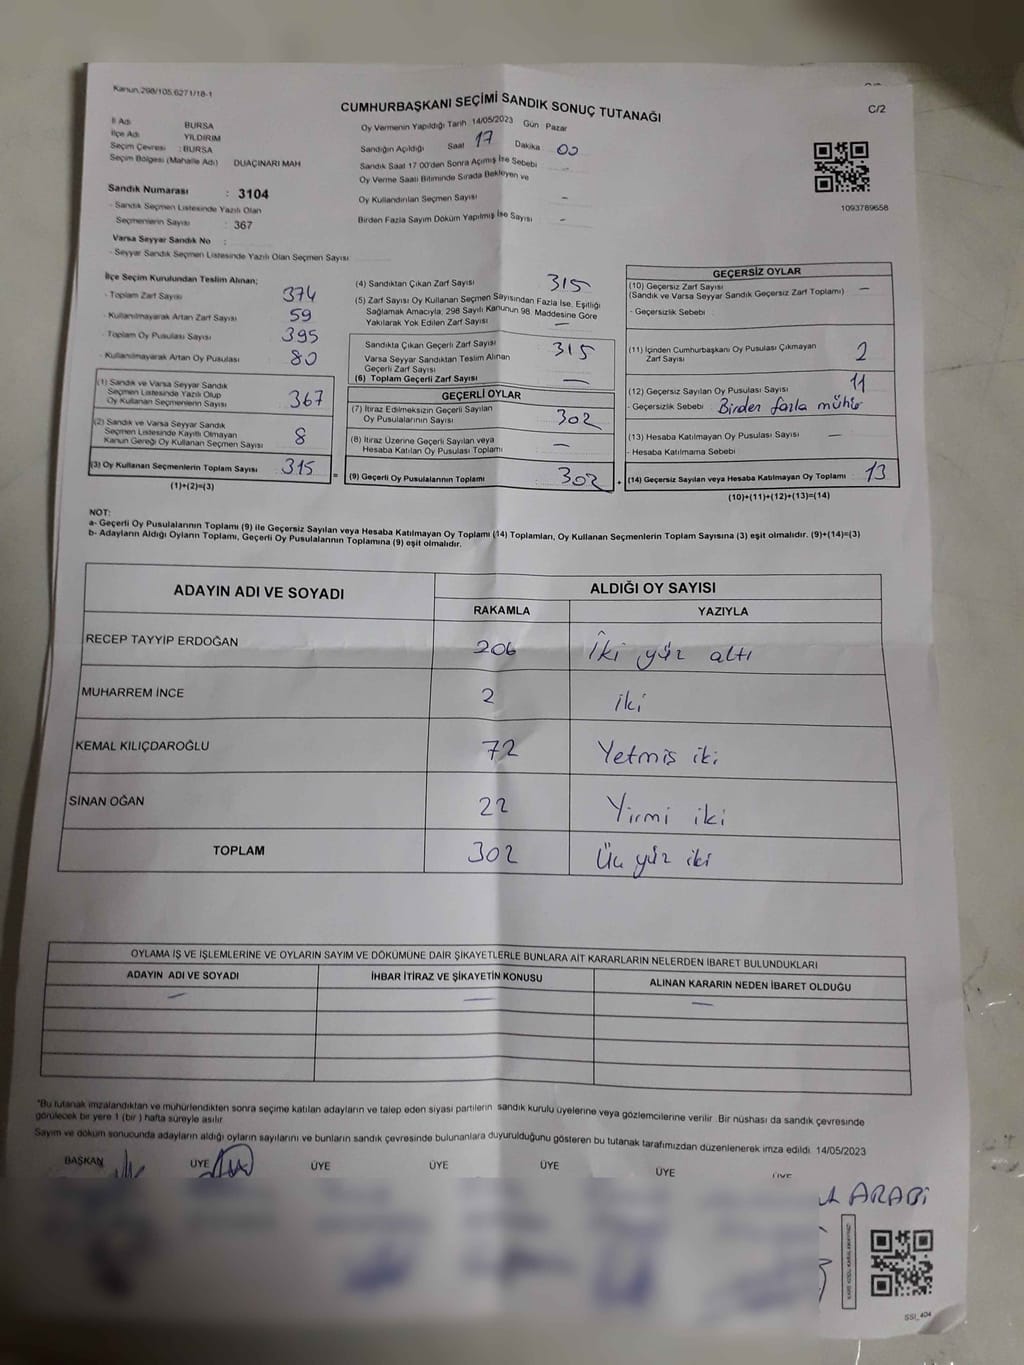 Kanun,298/105,6271/18-1
C/2
CUMHURBAŞKANI SEÇİMİ SANDIK SONUÇ TUTANAĞI
İl Adı BURSA
İlçe Adı YILDIRIM
Seçim Çevresi : BURSA
Seçim Bölgesi (Mahalle Adı) DUAÇINARI MAH
Sandık Numarası : 3104
- Sandık Seçmen Listesinde Yazılı Olan
Seçmenlerin Sayısı : 367
Varsa Seyyar Sandık No :
- Seyyar Sandık Seçmen Listesinde Yazılı Olan Seçmen Sayısı
Oy Vermenin Yapıldığı Tarih 14/05/2023 Gün Pazar
Sandığın Açıldığı Saat 17 Dakika 00
Sandık Saat 17 00'den Sonra Açımış İse Sebebi –
Oy Verme Saati Bitiminde Sırada Bekleyen ve
Oy Kullandırılan Seçmen Sayısı –
Birden Fazla Sayım Döküm Yapılmış İse Sayısı –
1093789658
İlçe Seçim Kurulundan Teslim Alınan;
- Toplam Zarf Sayısı 374
- Kullanılmayarak Artan Zarf Sayısı 59
- Toplam Oy Pusulası Sayısı 395
- Kullanılmayarak Artan Oy Pusulası 80
(1) Sandık ve Varsa Seyyar Sandık
Seçmen Listesinde Yazılı Olup
Oy Kullanan Seçmenlerin Sayısı 367
(2) Sandık ve Varsa Seyyar Sandık
Seçmen Listesinde Kayıtlı Olmayan
Kanun Gereği Oy Kullanan Seçmen Sayısı 8
(3) Oy Kullanan Seçmenlerin Toplam Sayısı 315
(1)+(2)=(3)
(4) Sandıktan Çıkan Zarf Sayısı 315
(5) Zarf Sayısı Oy Kullanan Seçmen Sayısından Fazla İse, Eşitliği
Sağlamak Amacıyla, 298 Sayılı Kanunun 98. Maddesine Göre
Yakılarak Yok Edilen Zarf Sayısı —
Sandıkta Çıkan Geçerli Zarf Sayısı 315
Varsa Seyyar Sandıktan Teslim Alınan
Geçerli Zarf Sayısı
(6) Toplam Geçerli Zarf Sayısı —
GEÇERLİ OYLAR
(7) İtiraz Edilmeksizin Geçerli Sayılan
Oy Pusulalarının Sayısı 302
(8) İtiraz Üzerine Geçerli Sayılan veya
Hesaba Katılan Oy Pusulası Toplamı —
= (9) Geçerli Oy Pusulalarının Toplamı 302
GEÇERSİZ OYLAR
(10) Geçersiz Zarf Sayısı —
(Sandık ve Varsa Seyyar Sandık Geçersiz Zarf Toplamı)
- Geçersizlik Sebebi
(11) İçinden Cumhurbaşkanı Oy Pusulası Çıkmayan
Zarf Sayısı 2
(12) Geçersiz Sayılan Oy Pusulası Sayısı 11
- Geçersizlik Sebebi Birden fazla mühür
(13) Hesaba Katılmayan Oy Pusulası Sayısı —
- Hesaba Katılmama Sebebi
+ (14) Geçersiz Sayılan veya Hesaba Katılmayan Oy Toplamı 13
(10)+(11)+(12)+(13)=(14)
NOT:
a- Geçerli Oy Pusulalarının Toplamı (9) ile Geçersiz Sayılan veya Hesaba Katılmayan Oy Toplamı (14) Toplamları, Oy Kullanan Seçmenlerin Toplam Sayısına (3) eşit olmalıdır. (9)+(14)=(3)
b- Adayların Aldığı Oyların Toplamı, Geçerli Oy Pusulalarının Toplamına (9) eşit olmalıdır.
ADAYIN ADI VE SOYADI ALDIĞI OY SAYISI
RAKAMLA YAZIYLA
RECEP TAYYİP ERDOĞAN 206 İki yüz altı
MUHARREM İNCE 2 iki
KEMAL KILIÇDAROĞLU 72 Yetmiş iki
SİNAN OĞAN 22 Yirmi iki
TOPLAM 302 Üç yüz iki
OYLAMA İŞ VE İŞLEMLERİNE VE OYLARIN SAYIM VE DÖKÜMÜNE DAİR ŞİKAYETLERLE BUNLARA AİT KARARLARIN NELERDEN İBARET BULUNDUKLARI
ADAYIN ADI VE SOYADI İHBAR İTİRAZ VE ŞİKAYETİN KONUSU ALINAN KARARIN NEDEN İBARET OLDUĞU
— — —
"Bu tutanak imzalandıktan ve mühürlendikten sonra seçime katılan adayların ve talep eden siyasi partilerin sandık kurulu üyelerine veya gözlemcilerine verilir. Bir nüshası da sandık çevresinde
görülecek bir yere 1 (bir) hafta süreyle asılır
Sayım ve döküm sonucunda adayların aldığı oyların sayılarını ve bunların sandık çevresinde bulunanlara duyurulduğunu gösteren bu tutanak tarafımızdan düzenlenerek imza edildi. 14/05/2023
BAŞKAN ÜYE ÜYE ÜYE ÜYE ÜYE ÜYE
ARABİ
SSİ_404